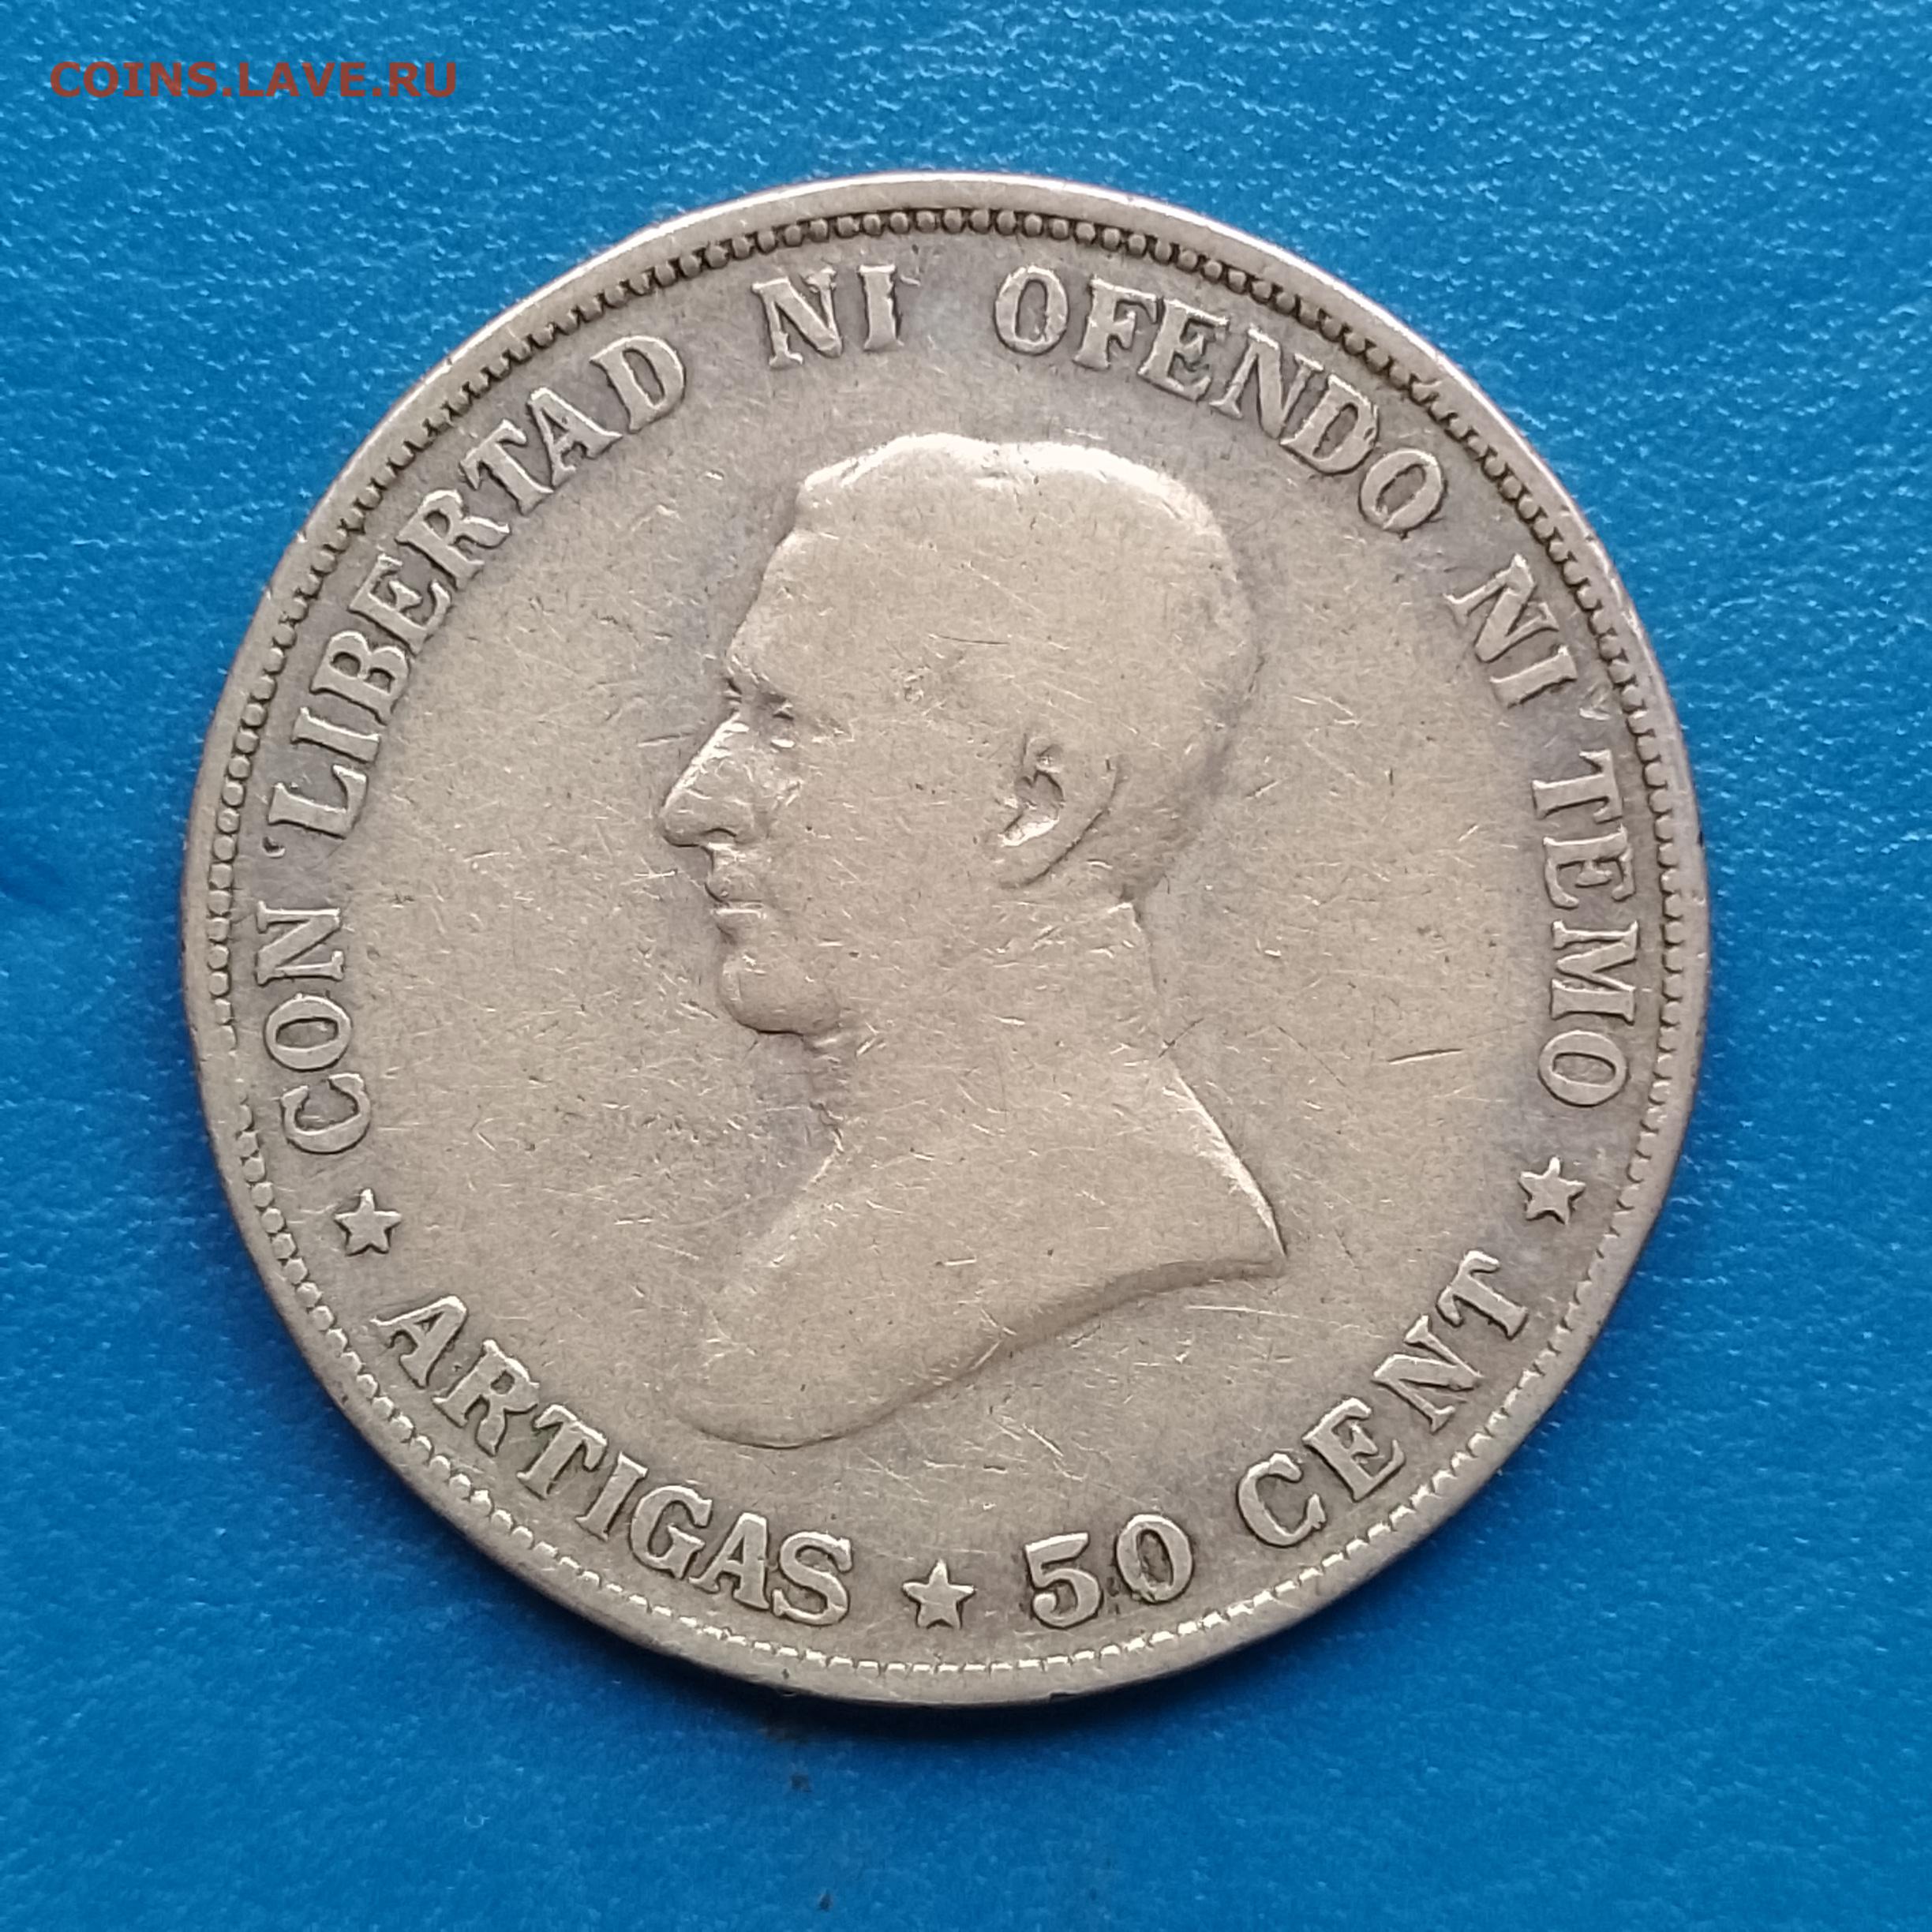 COINS.LAVE.RU
CON LIBERTAD NI OFENDO NI TEMO
★ ARTIGAS ★ 50 CENT ★